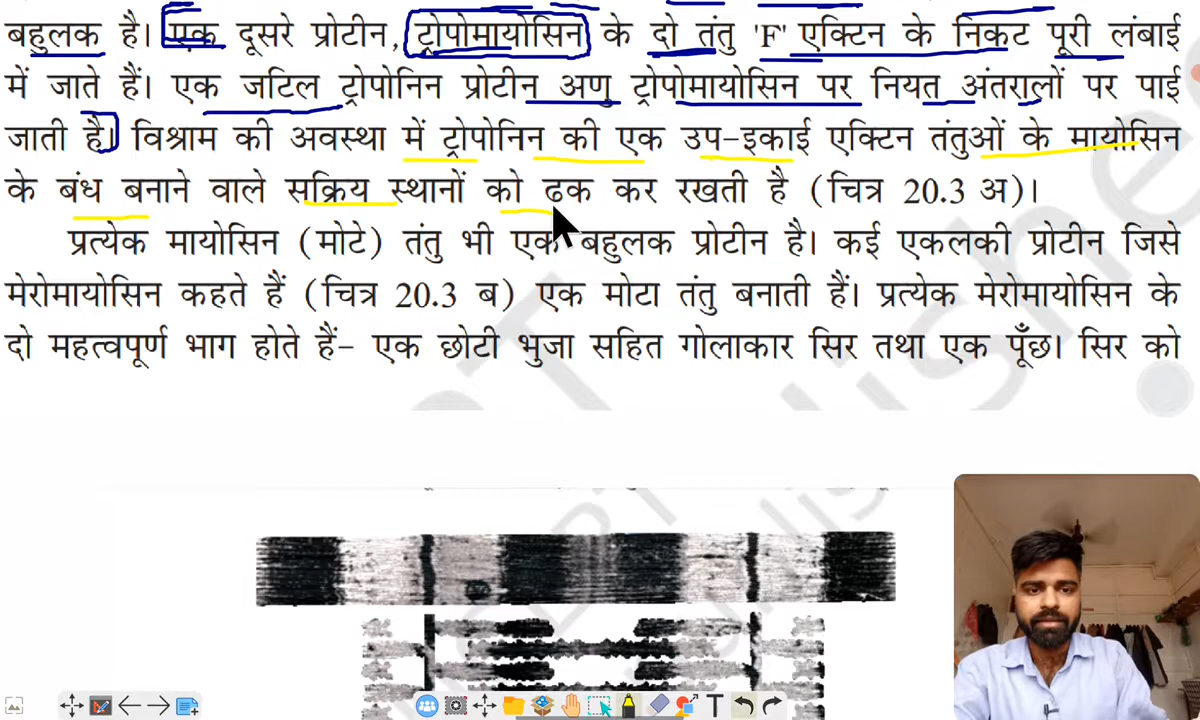 बहुलक है। एक दूसरे प्रोटीन, ट्रोपोमायोसिन के दो तंतु 'F' एक्टिन के निकट पूरी लंबाई
में जाते हैं। एक जटिल ट्रोपोनिन प्रोटीन अणु ट्रोपोमायोसिन पर नियत अंतरालों पर पाई
जाती है। विश्राम की अवस्था में ट्रोपोनिन की एक उप-इकाई एक्टिन तंतुओं के मायोसिन
के बंध बनाने वाले सक्रिय स्थानों को ढक कर रखती है (चित्र 20.3 अ)।
प्रत्येक मायोसिन (मोटे) तंतु भी एक बहुलक प्रोटीन है। कई एकलकी प्रोटीन जिसे
मेरोमायोसिन कहते हैं (चित्र 20.3 ब) एक मोटा तंतु बनाती हैं। प्रत्येक मेरोमायोसिन के
दो महत्वपूर्ण भाग होते हैं- एक छोटी भुजा सहित गोलाकार सिर तथा एक पूँछ। सिर को